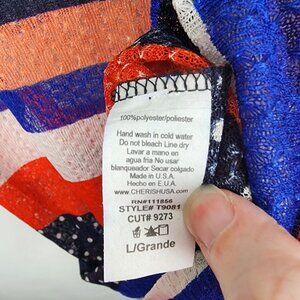 100%polyester/poliester
Hand wash in cold water
Do not bleach Line dry
Lavar a mano en
agua fria No usar
blanqueador Secar colgado
Made in U.S.A.
Hecho en E.U.A.
www.CHERISHUSA.com
RN#111856
STYLE# T9081
CUT# 9273
L/Grande